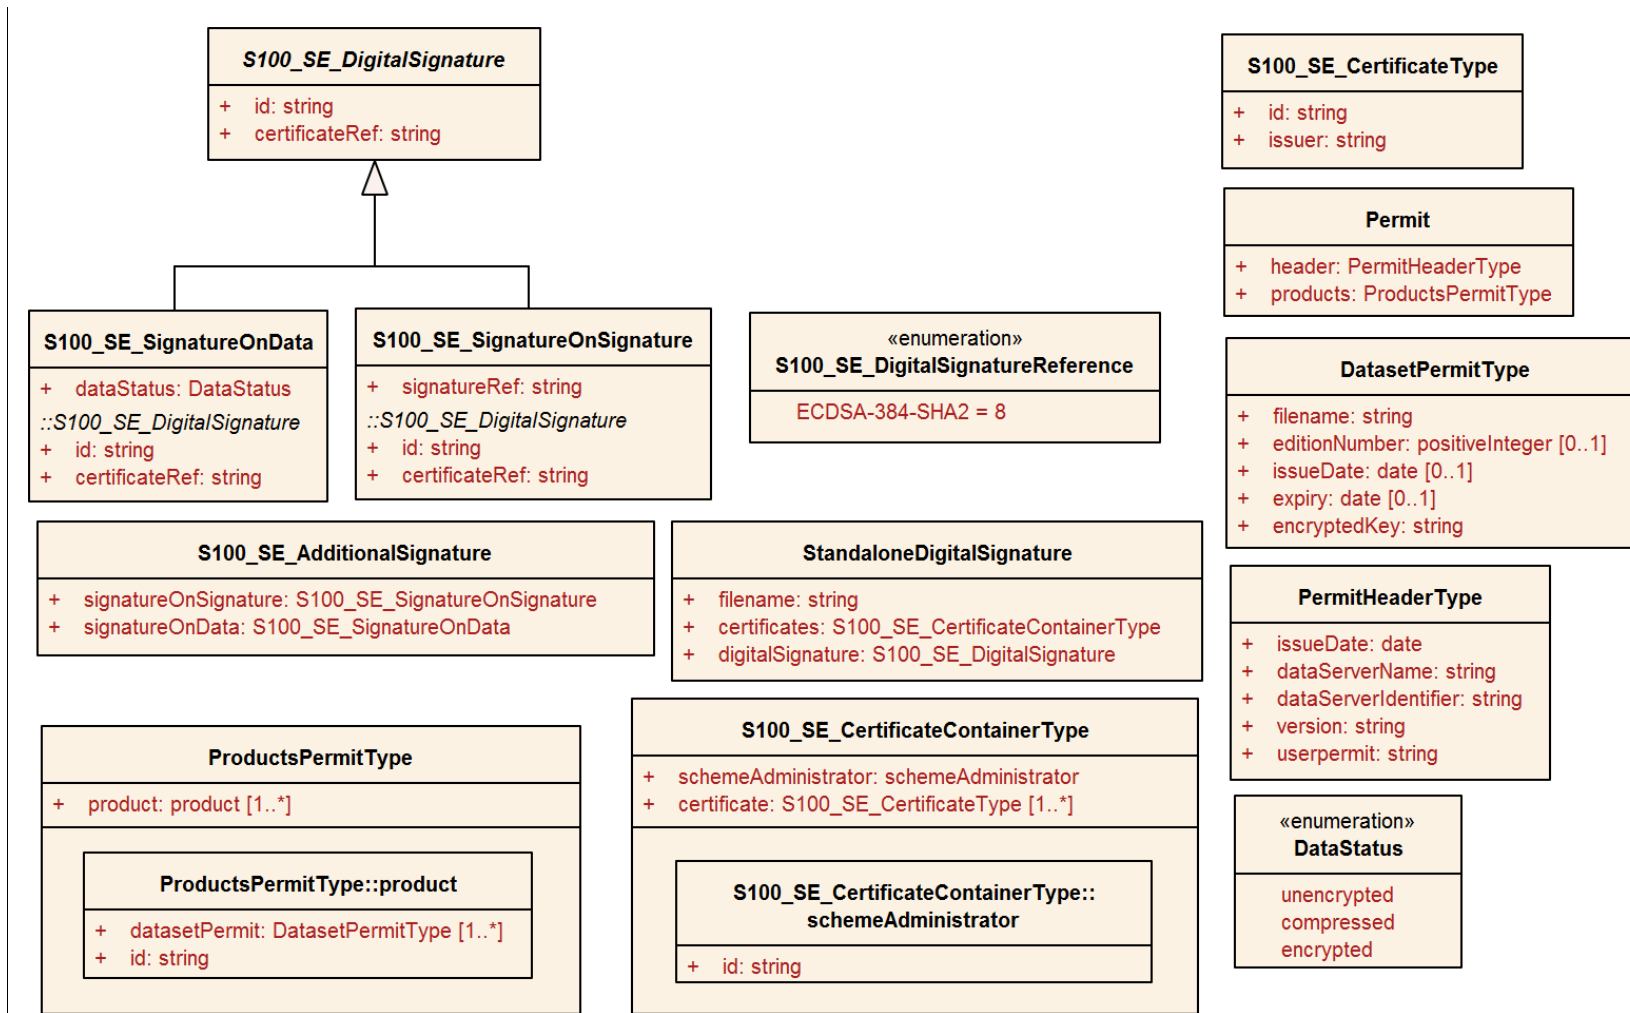 S100_SE_DigitalSignature
+ id: string
+ certificateRef: string
S100_SE_SignatureOnData
+ dataStatus: DataStatus
::S100_SE_DigitalSignature
+ id: string
+ certificateRef: string
S100_SE_SignatureOnSignature
+ signatureRef: string
::S100_SE_DigitalSignature
+ id: string
+ certificateRef: string
«enumeration»
S100_SE_DigitalSignatureReference
ECDSA-384-SHA2 = 8
S100_SE_AdditionalSignature
+ signatureOnSignature: S100_SE_SignatureOnSignature
+ signatureOnData: S100_SE_SignatureOnData
StandaloneDigitalSignature
+ filename: string
+ certificates: S100_SE_CertificateContainerType
+ digitalSignature: S100_SE_DigitalSignature
ProductsPermitType
+ product: product [1..*]
ProductsPermitType::product
+ datasetPermit: DatasetPermitType [1..*]
+ id: string
S100_SE_CertificateContainerType
+ schemeAdministrator: schemeAdministrator
+ certificate: S100_SE_CertificateType [1..*]
S100_SE_CertificateContainerType::
schemeAdministrator
+ id: string
S100_SE_CertificateType
+ id: string
+ issuer: string
Permit
+ header: PermitHeaderType
+ products: ProductsPermitType
DatasetPermitType
+ filename: string
+ editionNumber: positiveInteger [0..1]
+ issueDate: date [0..1]
+ expiry: date [0..1]
+ encryptedKey: string
PermitHeaderType
+ issueDate: date
+ dataServerName: string
+ dataServerIdentifier: string
+ version: string
+ userpermit: string
«enumeration»
DataStatus
unencrypted
compressed
encrypted